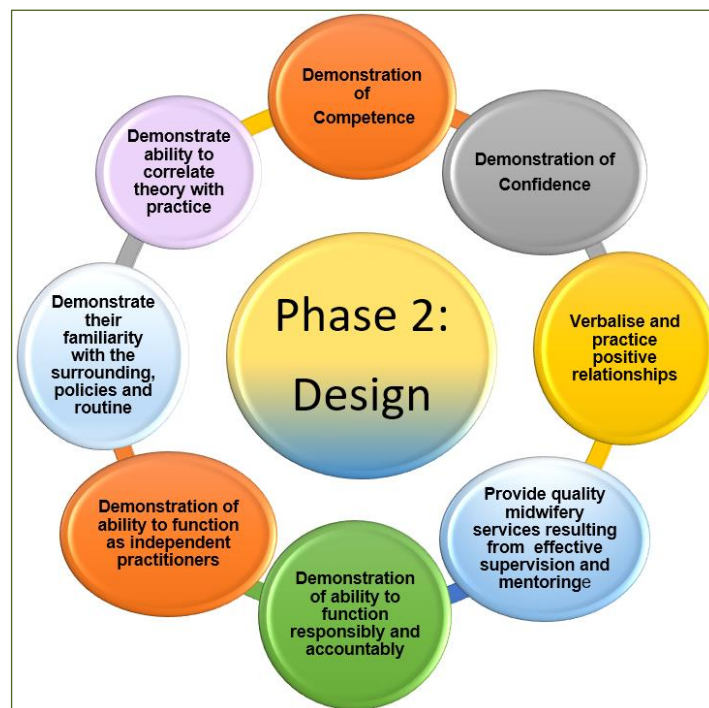 Demonstration
of
Competence
Demonstration of
Confidence
Verbalise and
practice
positive
relationships
Provide quality
midwifery
services resulting
from effective
supervision and
mentoringe
Demonstration
of ability to
function
responsibly and
accountably
Demonstration of
ability to function
as independent
practitioners
Demonstrate
their
familiarity
with the
surrounding,
policies and
routine
Demonstrate
ability to
correlate
theory with
practice
Phase 2:
Design